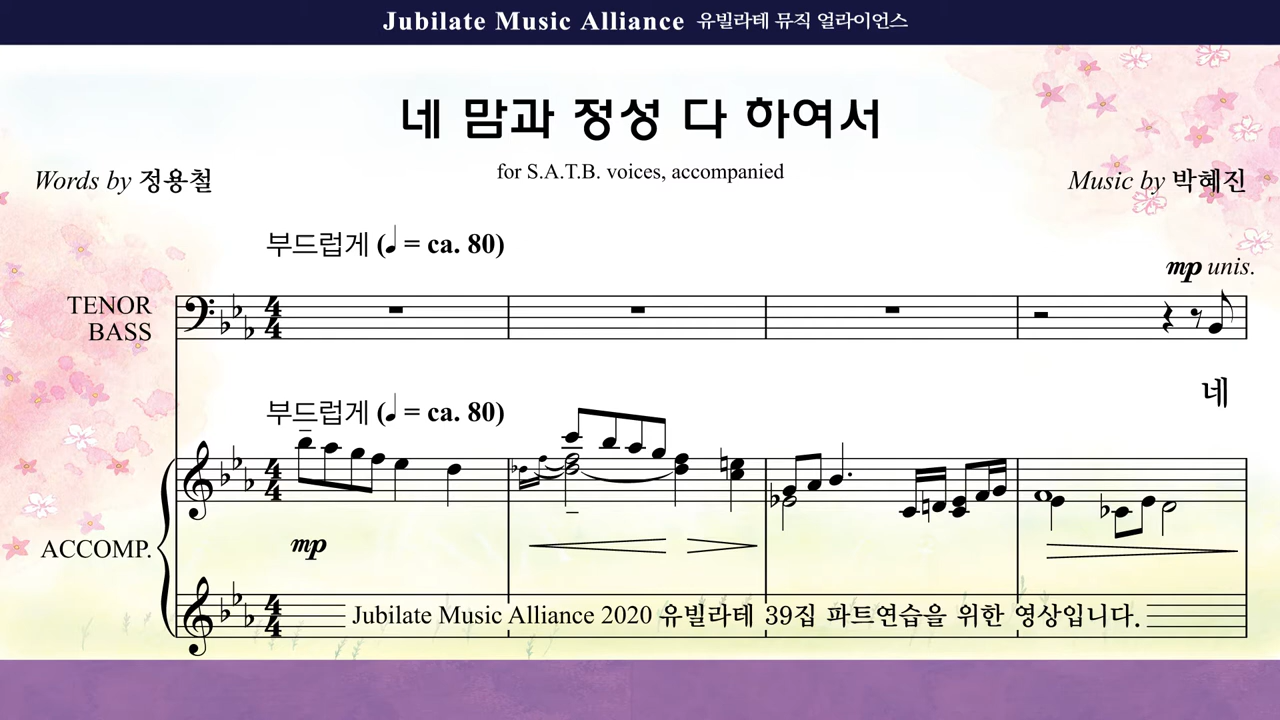 Jubilate Music Alliance 유빌라테 뮤직 얼라이언스
네 맘과 정성 다 하여서
for S.A.T.B. voices, accompanied
Words by 정용철
Music by 박혜진
부드럽게 (♩ = ca. 80)
mp unis.
TENOR
BASS
네
부드럽게 (♩ = ca. 80)
mp
ACCOMP.
Jubilate Music Alliance 2020 유빌라테 39집 파트연습을 위한 영상입니다.